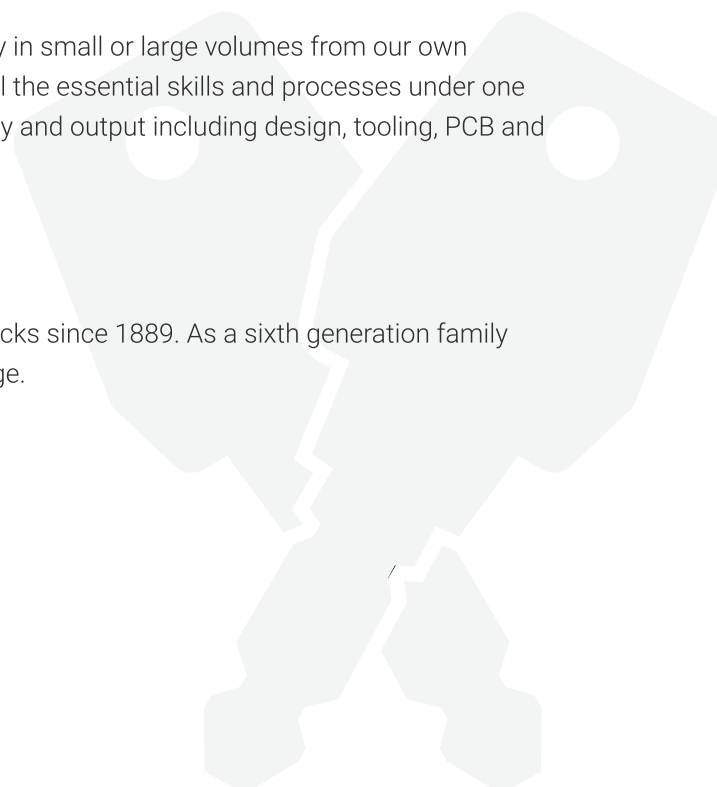 y in small or large volumes from our own
l the essential skills and processes under one
y and output including design, tooling, PCB and
cks since 1889. As a sixth generation family
ge.